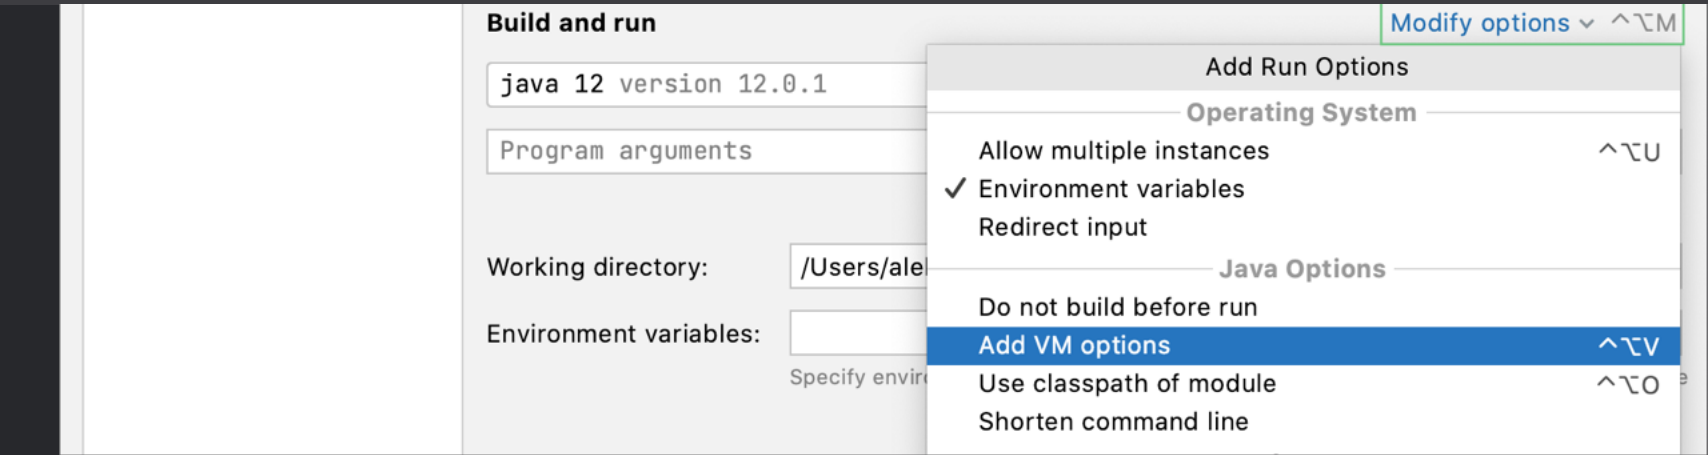 Build and run
Modify options ⌃⌥M
java 12 version 12.0.1
Program arguments
Working directory: /Users/ale
Environment variables:
Specify
Add Run Options
Operating System
Allow multiple instances ⌃⌥U
✓ Environment variables
Redirect input
Java Options
Do not build before run
Add VM options ⌃⌥V
Use classpath of module ⌃⌥O
Shorten command line